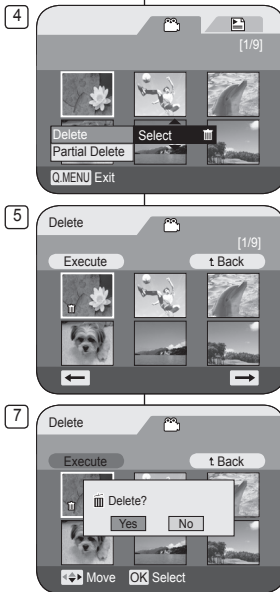 4
[1/9]
Delete Select
Partial Delete
Q.MENU Exit
5
Delete
[1/9]
Execute Back
7
Delete
Execute Back
Delete?
Yes No
Move OK Select